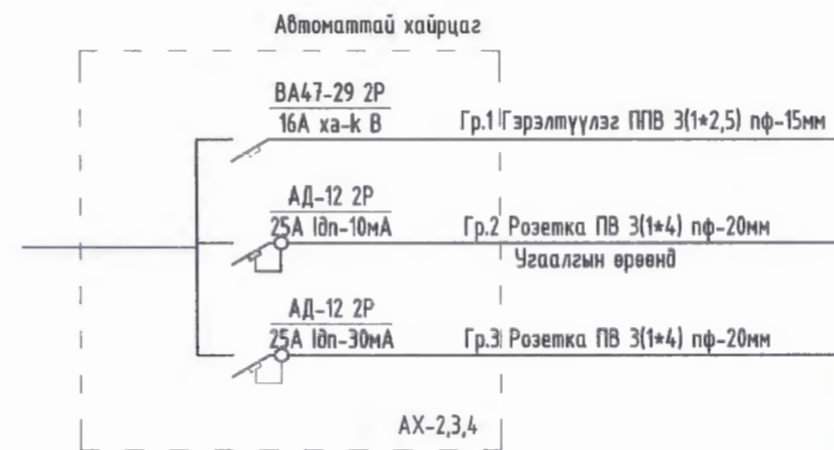 Автоматтай хайрцаг
ВА47-29 2Р
16А ха-k В
Гр.1 Гэрэлтүүлэг ППВ 3(1*2,5) пф-15мм
АД-12 2Р
25А Iдп-10мА
Гр.2 Розетка ПВ 3(1*4) пф-20мм
Угаалгын өрөөнд
АД-12 2Р
25А Iдп-30мА
Гр.3 Розетка ПВ 3(1*4) пф-20мм
АХ-2,3,4